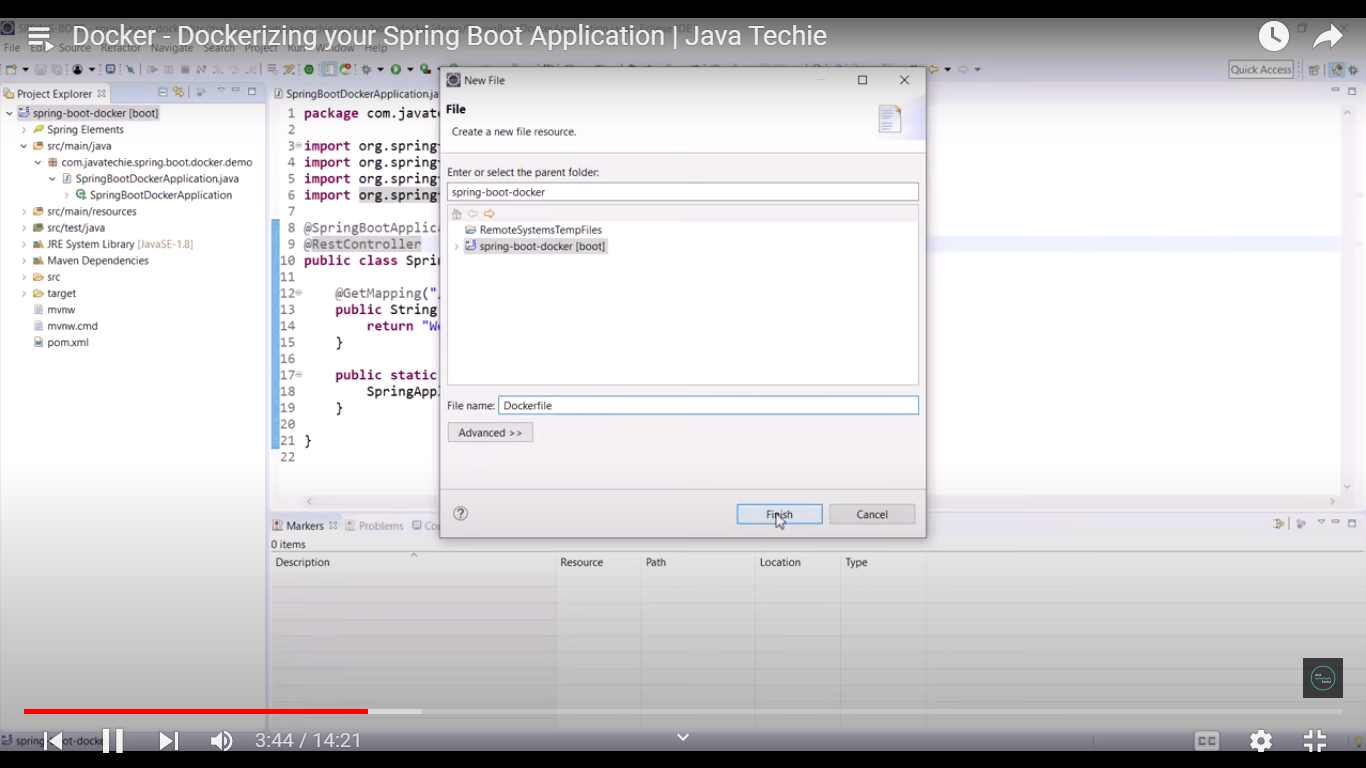 Docker - Dockerizing your Spring Boot Application | Java Techie
File Edit Source Refactor Navigate Search Project Run Window Help
Quick Access
Project Explorer
spring-boot-docker [boot]
Spring Elements
src/main/java
com.javatechie.spring.boot.docker.demo
SpringBootDockerApplication.java
SpringBootDockerApplication
src/main/resources
src/test/java
JRE System Library [JavaSE-1.8]
Maven Dependencies
src
target
mvnw
mvnw.cmd
pom.xml
SpringBootDockerApplication.ja
1 package com.javat
2
3 import org.spring
4 import org.spring
5 import org.spring
6 import org.spring
7
8 @SpringBootApplic
9 @RestController
10 public class Spri
11
12 @GetMapping("
13 public String
14 return "W
15 }
16
17 public static
18 SpringAppl
19 }
20
21 }
22
New File
File
Create a new file resource.
Enter or select the parent folder:
spring-boot-docker
RemoteSystemsTempFiles
spring-boot-docker [boot]
File name: Dockerfile
Advanced >>
Finish
Cancel
Markers Problems Co
0 items
Description Resource Path Location Type
3:44 / 14:21
CC